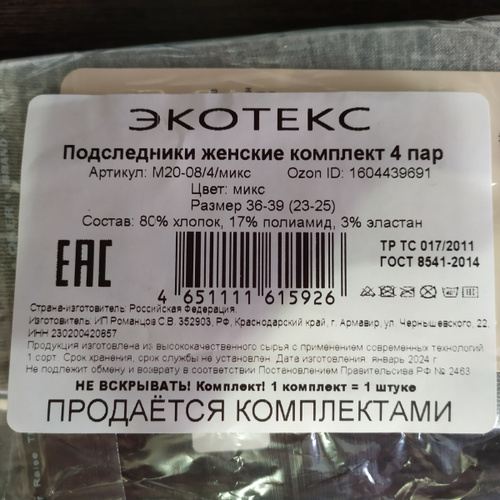 ЭКОТЕКС
Подследники женские комплект 4 пар
Артикул: М20-08/4/микс Ozon ID: 1604439691
Цвет: микс
Размер 36-39 (23-25)
Состав: 80% хлопок, 17% полиамид, 3% эластан
ЕАС
ТР ТС 017/2011
ГОСТ 8541-2014
4 651111 615926
Страна-изготовитель: Российская Федерация.
Изготовитель: ИП Романцов С.В. 352903, РФ, Краснодарский край, г. Армавир, ул. Чернышевского, 22.
ИНН 230200420857
Продукция изготовлена из высококачественного сырья с применением современных технологий.
1 сорт. Срок хранения, срок службы не установлен. Дата изготовления: январь 2024 г.
Не подлежит обмену и возврату в соответствии с Постановлением Правительсива РФ № 2463
НЕ ВСКРЫВАТЬ! Комплект! 1 комплект = 1 штуке
ПРОДАЁТСЯ КОМПЛЕКТАМИ